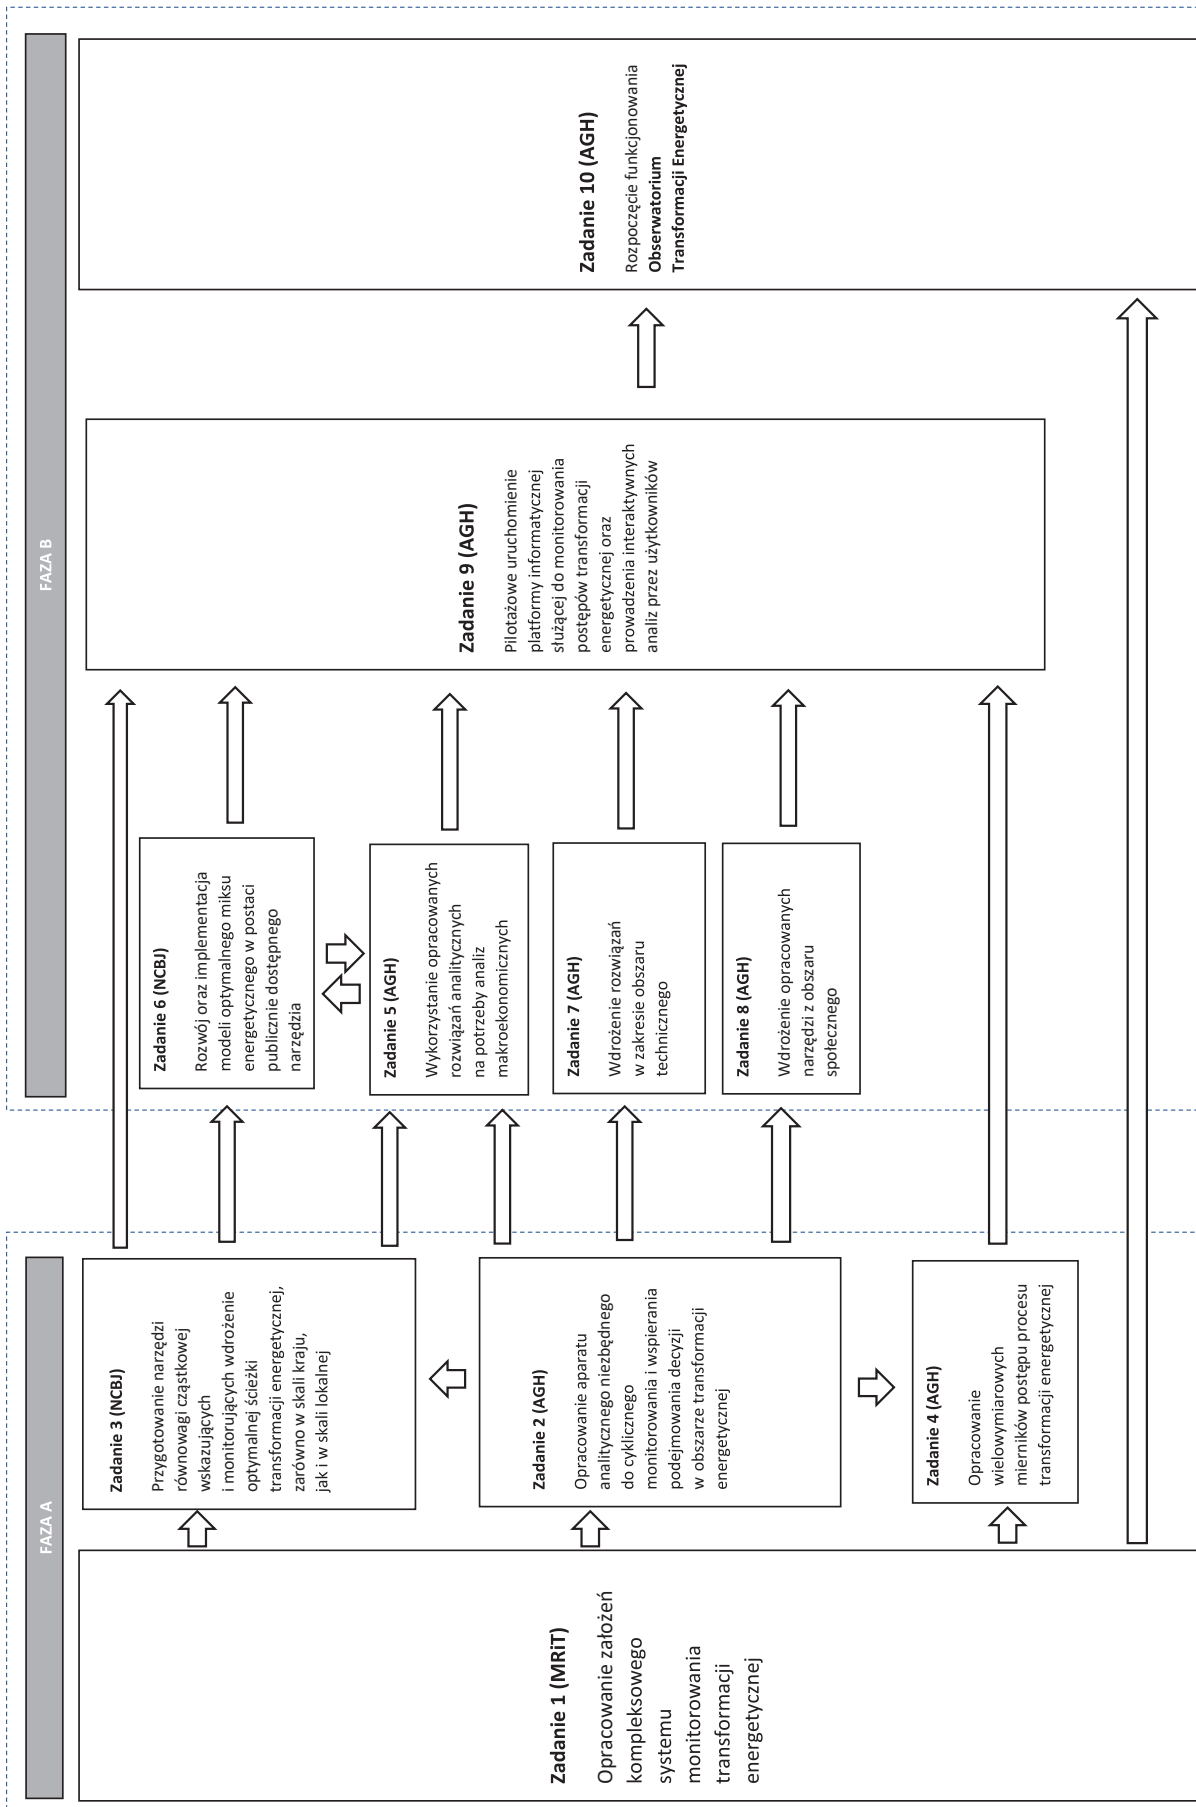 FAZA A
Zadanie 1 (MRiT)
Opracowanie założeń
kompleksowego
systemu
monitorowania
transformacji
energetycznej
Zadanie 3 (NCBJ)
Przygotowanie narzędzi
równowagi cząstkowej
wskazujących
i monitorujących wdrożenie
optymalnej ścieżki
transformacji energetycznej,
zarówno w skali kraju,
jak i w skali lokalnej
Zadanie 2 (AGH)
Opracowanie aparatu
analitycznego niezbędnego
do cyklicznego
monitorowania i wspierania
podejmowania decyzji
w obszarze transformacji
energetycznej
Zadanie 4 (AGH)
Opracowanie
wielowymiarowych
mierników postępu procesu
transformacji energetycznej
FAZA B
Zadanie 6 (NCBJ)
Rozwój oraz implementacja
modeli optymalnego miksu
energetycznego w postaci
publicznie dostępnego
narzędzia
Zadanie 5 (AGH)
Wykorzystanie opracowanych
rozwiązań analitycznych
na potrzeby analiz
makroekonomicznych
Zadanie 7 (AGH)
Wdrożenie rozwiązań
w zakresie obszaru
technicznego
Zadanie 8 (AGH)
Wdrożenie opracowanych
narzędzi z obszaru
społecznego
Zadanie 9 (AGH)
Pilotażowe uruchomienie
platformy informatycznej
służącej do monitorowania
postępów transformacji
energetycznej oraz
prowadzenia interaktywnych
analiz przez użytkowników
Zadanie 10 (AGH)
Rozpoczęcie funkcjonowania
Obserwatorium
Transformacji Energetycznej